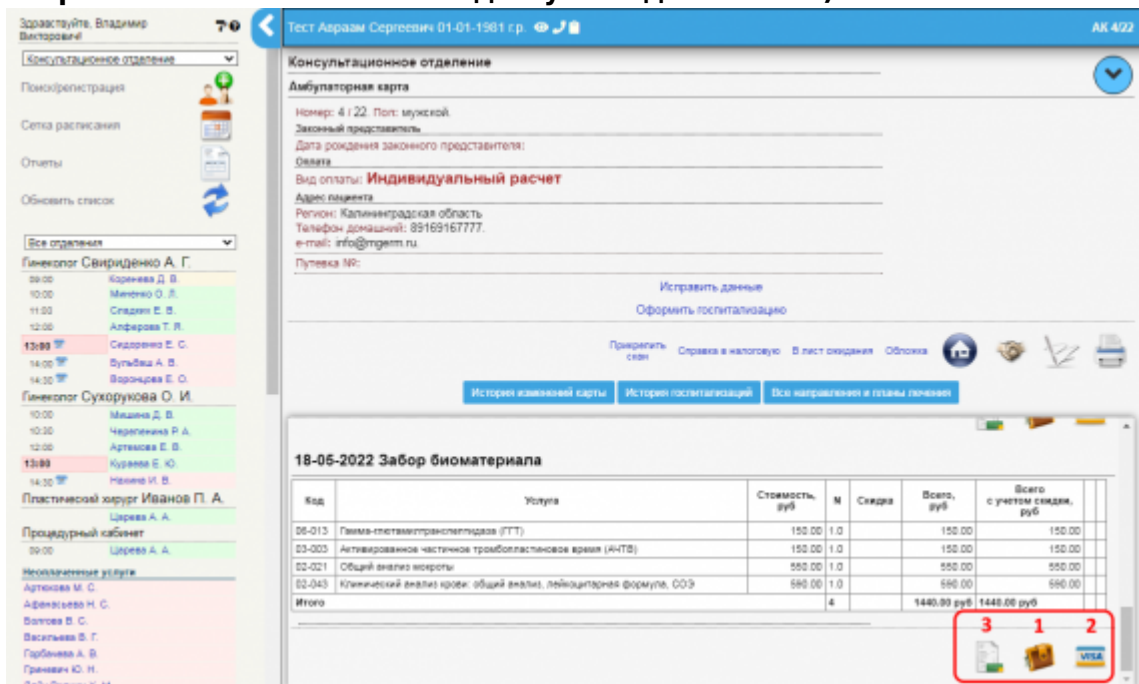 Здравствуйте, Владимир
Викторович!
Консультационное отделение
Поиск/регистрация
Сетка расписания
Отчеты
Обновить список
Все отделения
Гинеколог Свириденко А. Г.
09:00 Коренева Д. В.
10:00 Миненко О. Л.
11:00 Сладких Е. В.
12:00 Алферова Т. Я.
13:00 Сидоренко Е. С.
14:00 Вульбаш А. В.
14:30 Воронцова Е. О.
Гинеколог Сухорукова О. И.
10:00 Мишина Д. В.
10:30 Черепенина Р. А.
12:00 Артамова Е. В.
13:00 Кураева Е. Ю.
14:30 И. В.
Пластический хирург Иванов П. А.
Царева А. А.
Процедурный кабинет
09:00 Царева А. А.
Неоплаченные услуги
Артюхова М. С.
Афанасьева Н. С.
В. С.
Васильева В. Г.
Горбачева А. В.
Гриневич Ю. Н.
Тест Авраам Сергеевич 01-01-1981 г.р.
АК 4/22
Консультационное отделение
Амбулаторная карта
Номер: 4 / 22. Пол: мужской.
Законный представитель
Дата рождения законного представителя:
Оплата
Вид оплаты: Индивидуальный расчет
Адрес пациента
Регион: Калининградская область
Телефон домашний: 89169167777.
e-mail: info@mgerm.ru.
Путевка №:
Исправить данные
Оформить госпитализацию
Прикрепить скан Справка в налоговую В лист ожидания Обложка
История изменений карты История госпитализаций Все направления и планы лечения
18-05-2022 Забор биоматериала
Код Услуга Стоимость, руб N Скидка Всего, руб Всего с учетом скидки, руб
06-013 Гамма-глютамилтранспептидаза (ГГТ) 150.00 1.0 150.00 150.00
03-003 Активированное частичное тромбопластиновое время (АЧТВ) 150.00 1.0 150.00 150.00
02-021 Общий анализ мокроты 550.00 1.0 550.00 550.00
02-043 Клинический анализ крови: общий анализ, лейкоцитарная формула, СОЭ 590.00 1.0 590.00 590.00
Итого 4 1440.00 руб 1440.00 руб
3 1 2
VISA